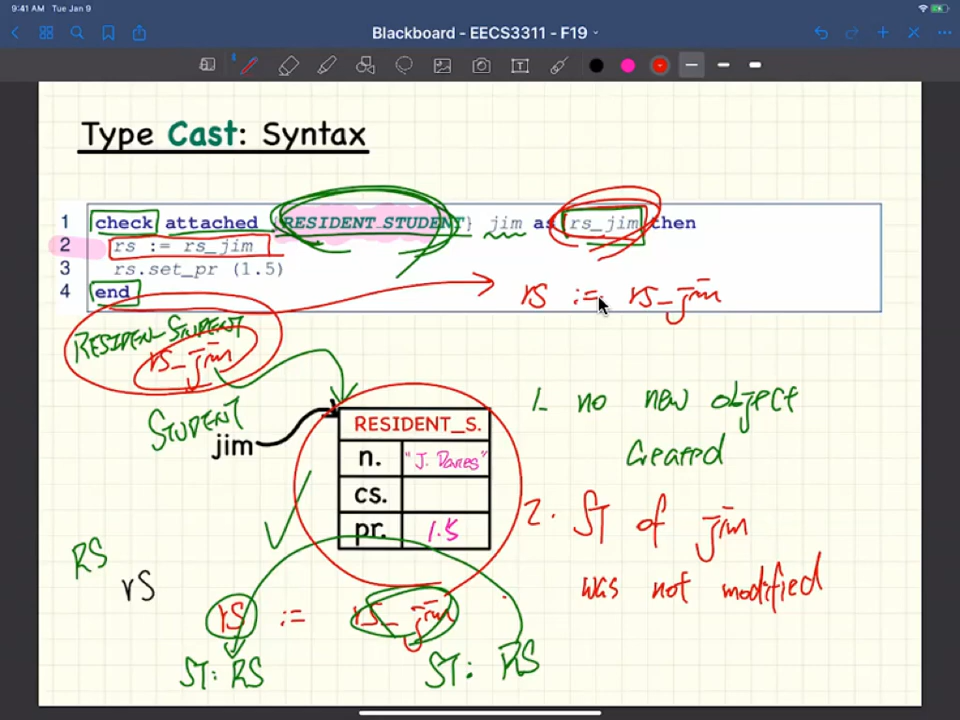 9:41 AM Tue Jan 9
Blackboard - EECS3311 - F19
Type Cast: Syntax
1 check attached {RESIDENT_STUDENT} jim as rs_jim then
2 rs := rs_jim
3 rs.set_pr (1.5)
4 end
rs := rs_jim
RESIDEN_STUDENT
rs_jim
STUDENT
jim
RESIDENT_S.
n. "J. Davies"
cs.
pr. 1.5
1. no new object
created
2. ST of jim
was not modified
RS
rs
rs := rs_jim
ST: RS ST: RS